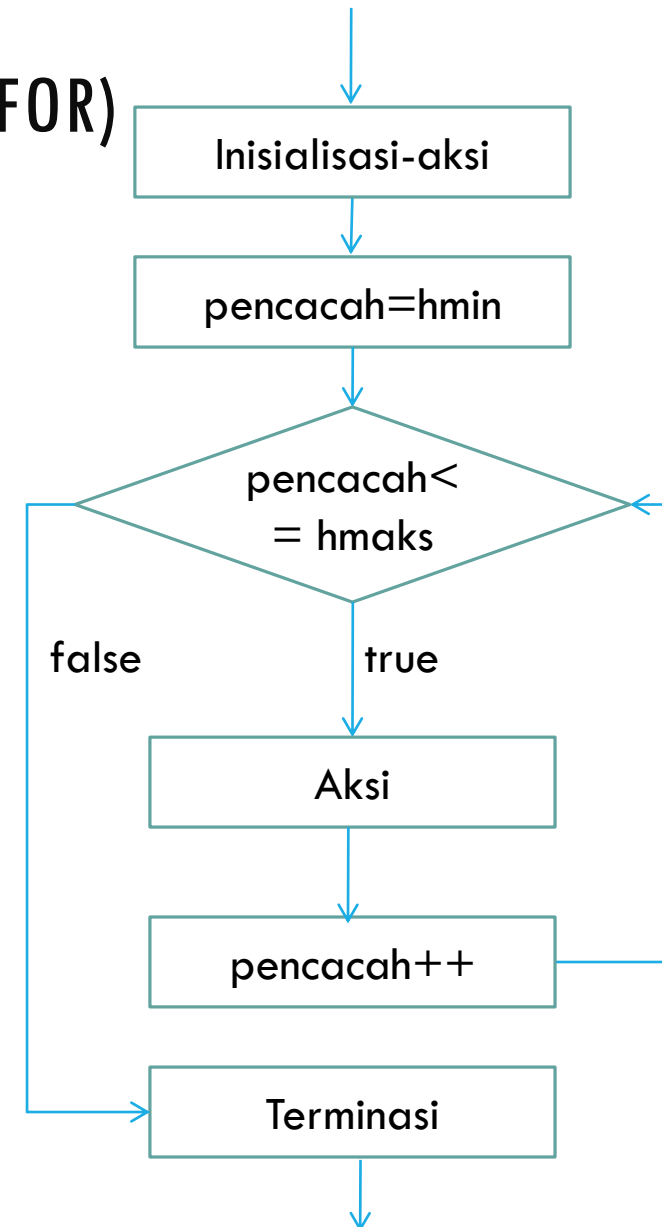 FOR)
Inisialisasi-aksi
pencacah=hmin
pencacah<
= hmaks
false
true
Aksi
pencacah++
Terminasi